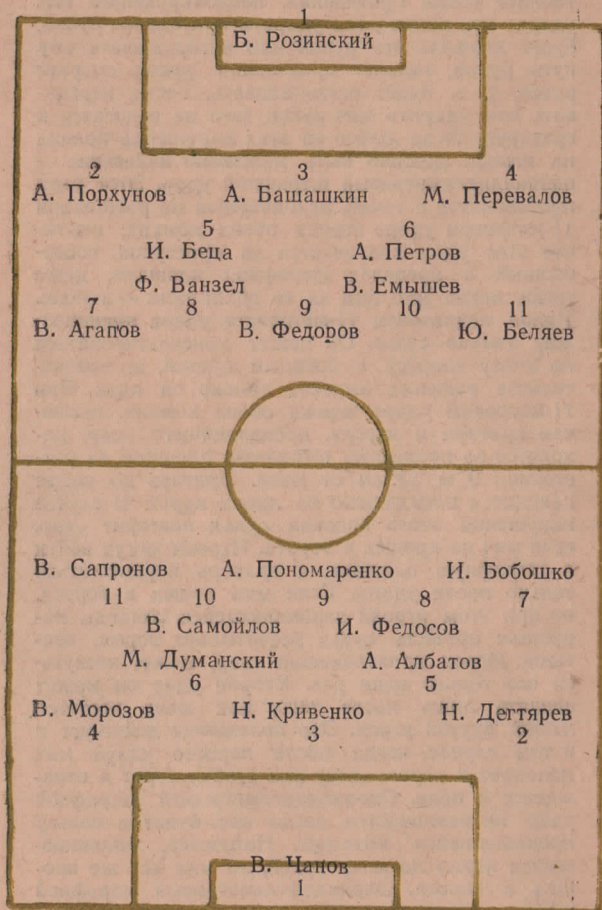 1
Б. Розинский
2 3 4
А. Порхунов А. Башашкин М. Перевалов
5 6
И. Беца А. Петров
Ф. Ванзел В. Емышев
7 8 9 10 11
В. Агапов В. Федоров Ю. Беляев
В. Сапронов А. Пономаренко И. Бобошко
11 10 9 8 7
В. Самойлов И. Федосов
М. Думанский А. Албатов
6 5
В. Морозов Н. Кривенко Н. Дегтярев
4 3 2
В. Чанов
1